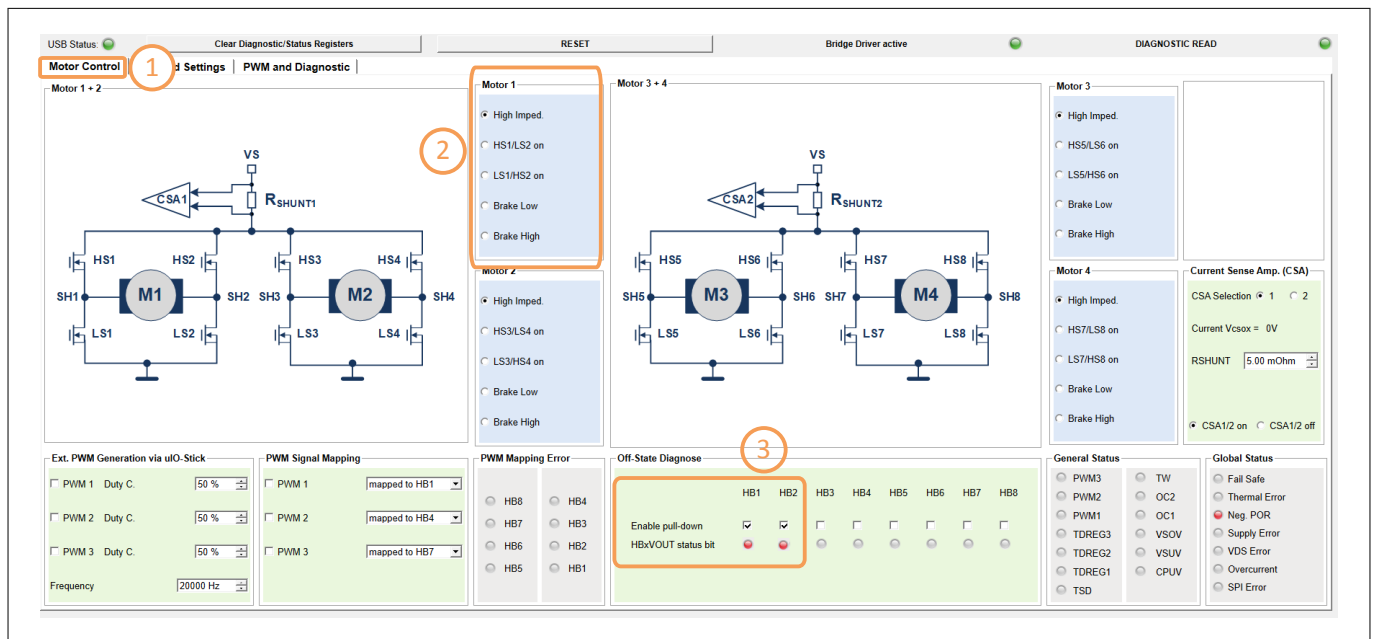 USB Status:
Clear Diagnostic/Status Registers
RESET
Bridge Driver active
DIAGNOSTIC READ
Motor Control
1
d Settings
PWM and Diagnostic
Motor 1 + 2
VS
CSA1
RSHUNT1
HS1
HS2
HS3
HS4
SH1
M1
SH2
SH3
M2
SH4
LS1
LS2
LS3
LS4
2
Motor 1
High Imped.
HS1/LS2 on
LS1/HS2 on
Brake Low
Brake High
Motor 2
High Imped.
HS3/LS4 on
LS3/HS4 on
Brake Low
Brake High
Motor 3 + 4
VS
CSA2
RSHUNT2
HS5
HS6
HS7
HS8
SH5
M3
SH6
SH7
M4
SH8
LS5
LS6
LS7
LS8
Motor 3
High Imped.
HS5/LS6 on
LS5/HS6 on
Brake Low
Brake High
Motor 4
High Imped.
HS7/LS8 on
LS7/HS8 on
Brake Low
Brake High
Current Sense Amp. (CSA)
CSA Selection 1 2
Current Vcsox = 0V
RSHUNT 5.00 mOhm
CSA1/2 on CSA1/2 off
Ext. PWM Generation via uIO-Stick
PWM 1 Duty C. 50 %
PWM 2 Duty C. 50 %
PWM 3 Duty C. 50 %
Frequency 20000 Hz
PWM Signal Mapping
PWM 1 mapped to HB1
PWM 2 mapped to HB4
PWM 3 mapped to HB7
PWM Mapping Error
HB8 HB4
HB7 HB3
HB6 HB2
HB5 HB1
Off-State Diagnose
3
HB1 HB2 HB3 HB4 HB5 HB6 HB7 HB8
Enable pull-down
HBxVOUT status bit
General Status
PWM3 TW
PWM2 OC2
PWM1 OC1
TDREG3 VSOV
TDREG2 VSUV
TDREG1 CPUV
TSD
Global Status
Fail Safe
Thermal Error
Neg. POR
Supply Error
VDS Error
Overcurrent
SPI Error